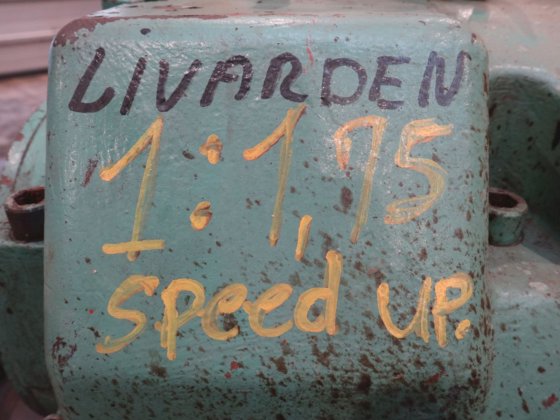 LIVARDEN
1:1,75
Speed UP.